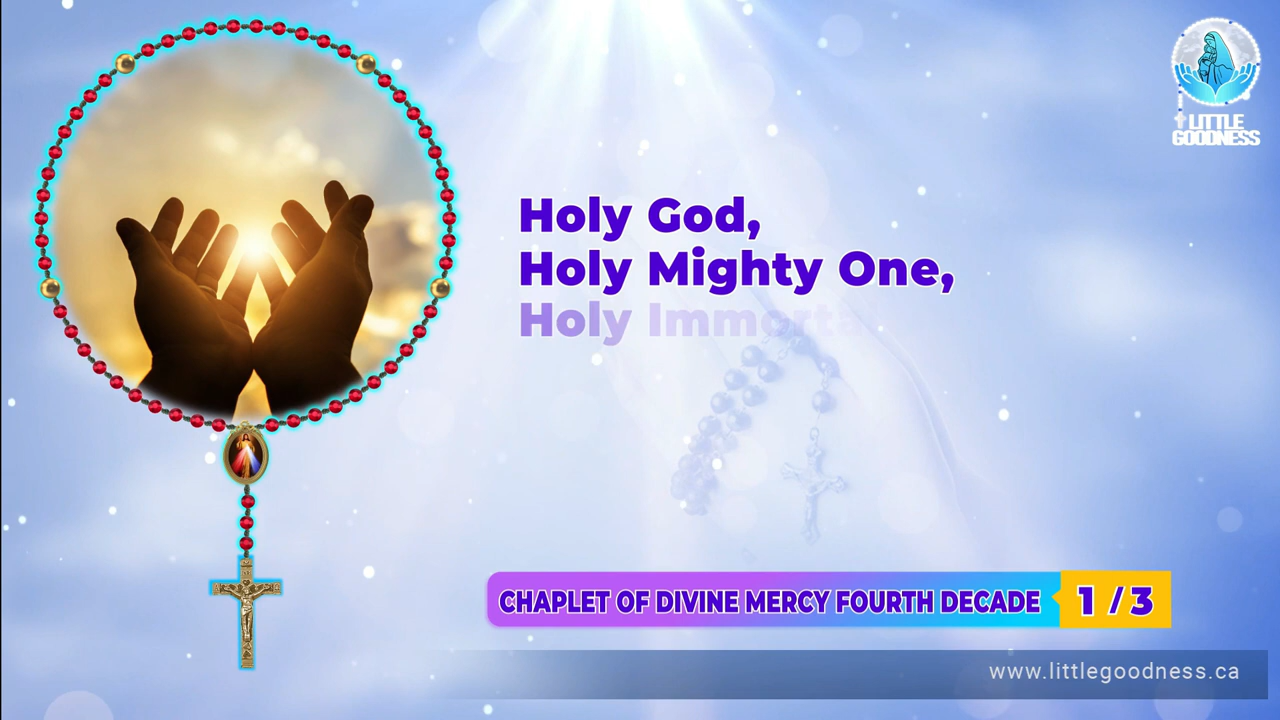 LITTLE
GOODNESS
Holy God,
Holy Mighty One,
Holy Immorta
CHAPLET OF DIVINE MERCY FOURTH DECADE
1 / 3
www.littlegoodness.ca